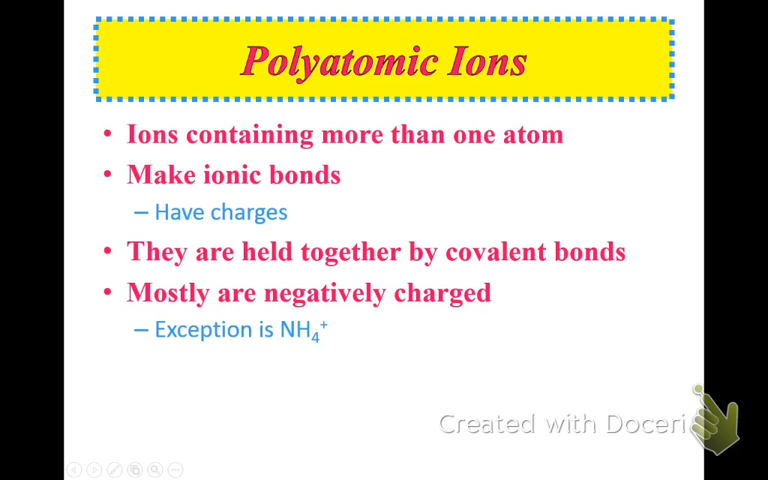 Polyatomic Ions
• Ions containing more than one atom
• Make ionic bonds
– Have charges
• They are held together by covalent bonds
• Mostly are negatively charged
– Exception is NH₄⁺
Created with Doceri